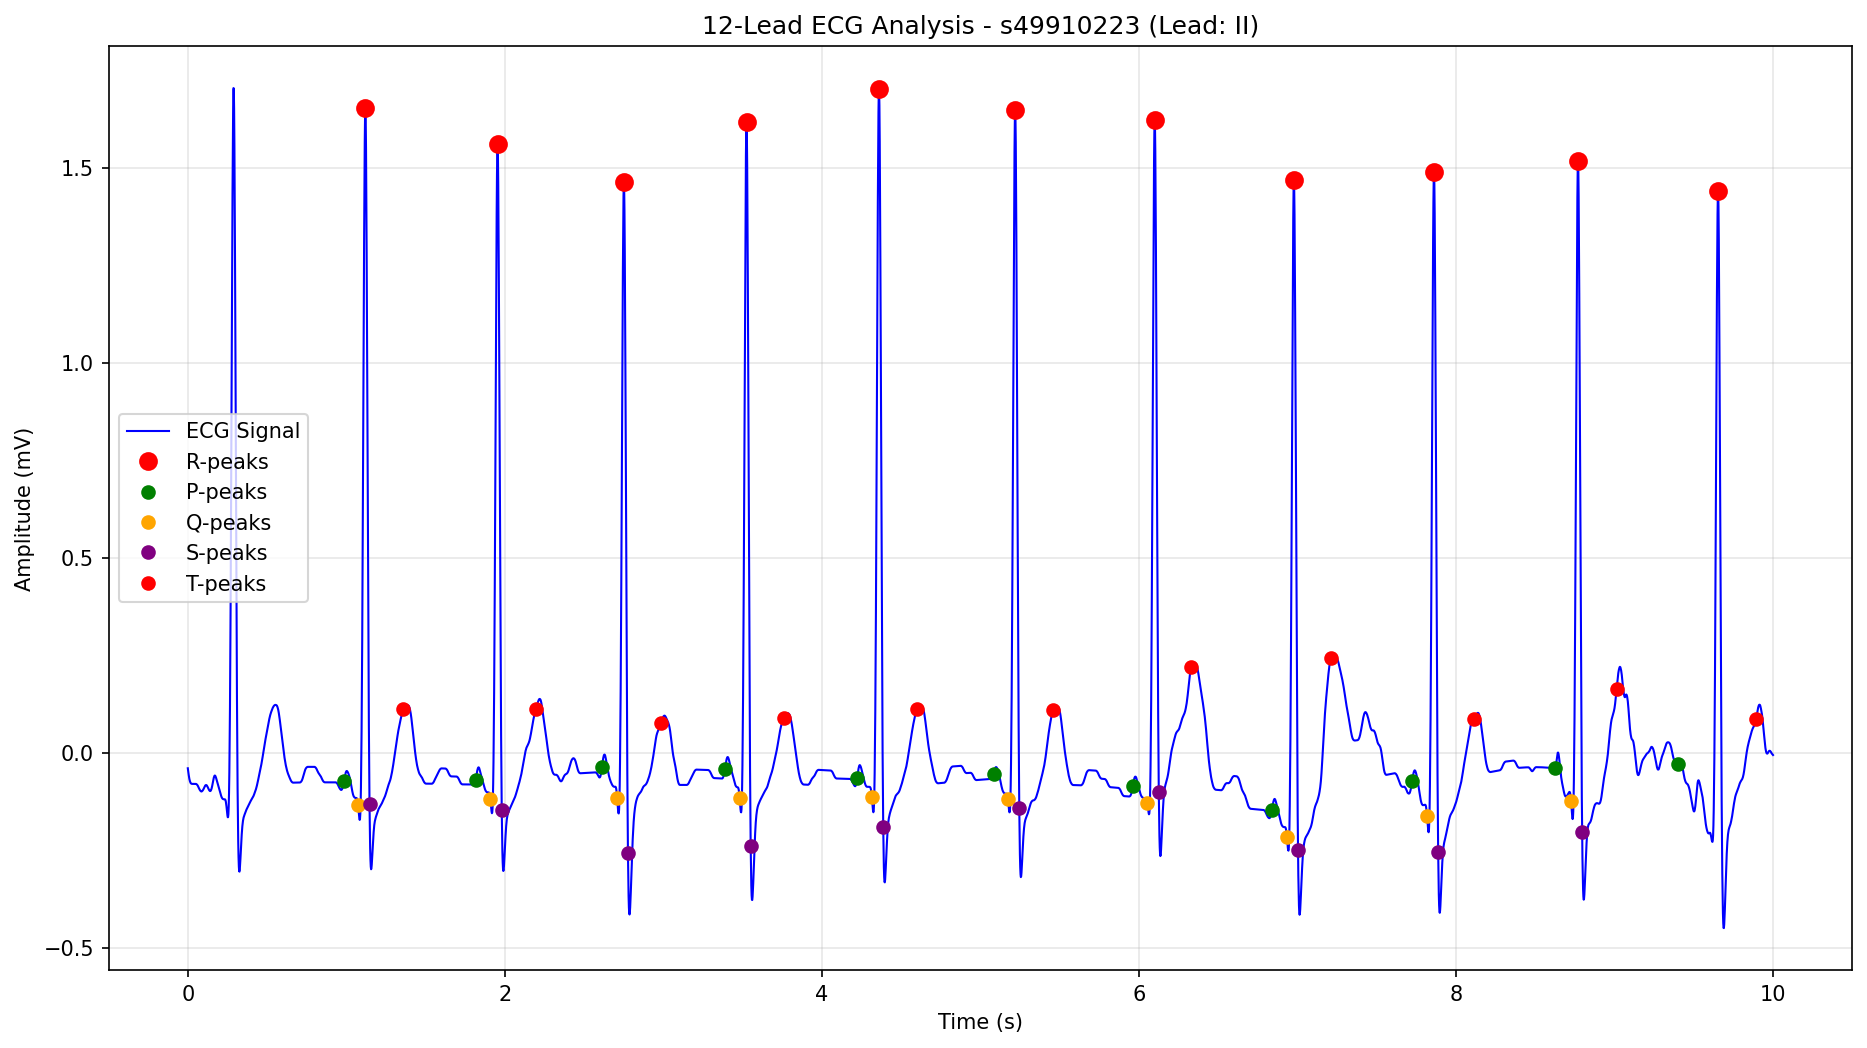 12-Lead ECG Analysis - s49910223 (Lead: II)
Amplitude (mV)
1.5
1.0
0.5
0.0
−0.5
ECG Signal
R-peaks
P-peaks
Q-peaks
S-peaks
T-peaks
0 2 4 6 8 10
Time (s)